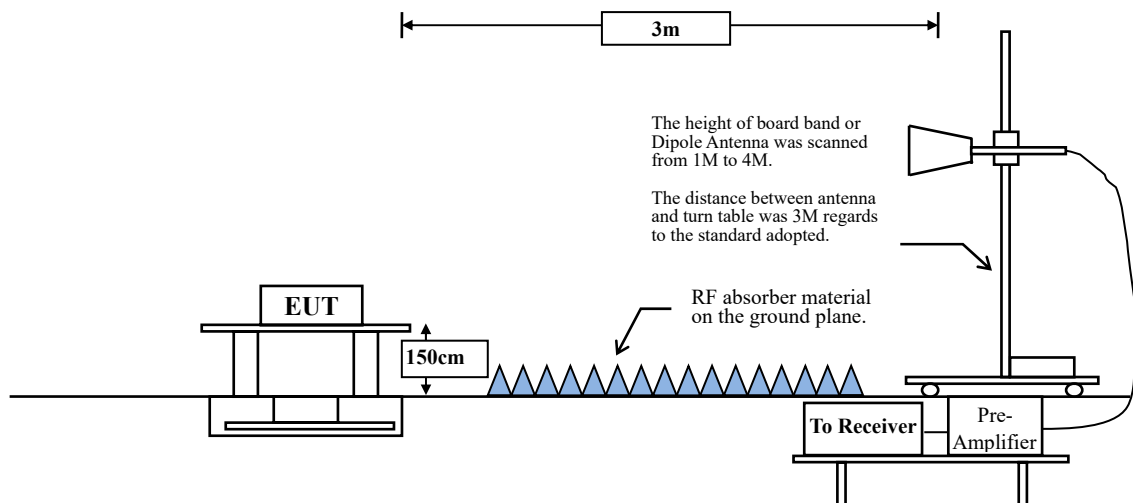 3m
The height of board band or
Dipole Antenna was scanned
from 1M to 4M.
The distance between antenna
and turn table was 3M regards
to the standard adopted.
RF absorber material
on the ground plane.
EUT
150cm
To Receiver
Pre-
Amplifier